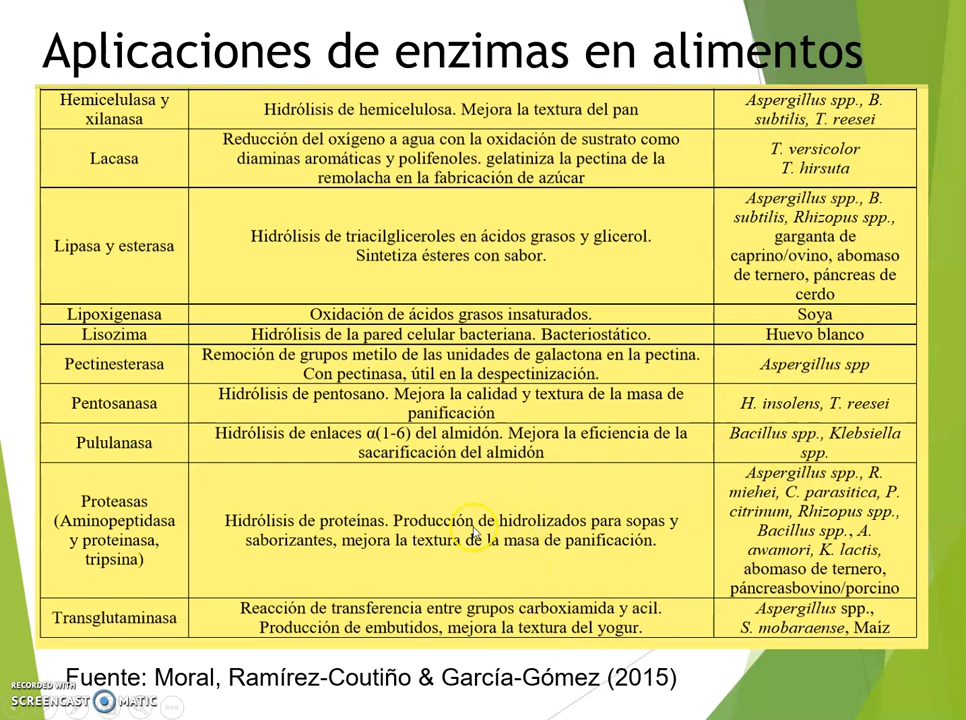 Aplicaciones de enzimas en alimentos
Hemicelulasa y
xilanasa
Hidrólisis de hemicelulosa. Mejora la textura del pan
Aspergillus spp., B.
subtilis, T. reesei
Lacasa
Reducción del oxígeno a agua con la oxidación de sustrato como
diaminas aromáticas y polifenoles. gelatiniza la pectina de la
remolacha en la fabricación de azúcar
T. versicolor
T. hirsuta
Lipasa y esterasa
Hidrólisis de triacilgliceroles en ácidos grasos y glicerol.
Sintetiza ésteres con sabor.
Aspergillus spp., B.
subtilis, Rhizopus spp.,
garganta de
caprino/ovino, abomaso
de ternero, páncreas de
cerdo
Lipoxigenasa
Oxidación de ácidos grasos insaturados.
Soya
Lisozima
Hidrólisis de la pared celular bacteriana. Bacteriostático.
Huevo blanco
Pectinesterasa
Remoción de grupos metilo de las unidades de galactona en la pectina.
Con pectinasa, útil en la despectinización.
Aspergillus spp
Pentosanasa
Hidrólisis de pentosano. Mejora la calidad y textura de la masa de
panificación
H. insolens, T. reesei
Pululanasa
Hidrólisis de enlaces α(1-6) del almidón. Mejora la eficiencia de la
sacarificación del almidón
Bacillus spp., Klebsiella
spp.
Proteasas
(Aminopeptidasa
y proteinasa,
tripsina)
Hidrólisis de proteínas. Producción de hidrolizados para sopas y
saborizantes, mejora la textura de la masa de panificación.
Aspergillus spp., R.
miehei, C. parasitica, P.
citrinum, Rhizopus spp.,
Bacillus spp., A.
awamori, K. lactis,
abomaso de ternero,
páncreasbovino/porcino
Transglutaminasa
Reacción de transferencia entre grupos carboxiamida y acil.
Producción de embutidos, mejora la textura del yogur.
Aspergillus spp.,
S. mobaraense, Maíz
Fuente: Moral, Ramírez-Coutiño & García-Gómez (2015)
RECORDED WITH
SCREENCAST MATIC